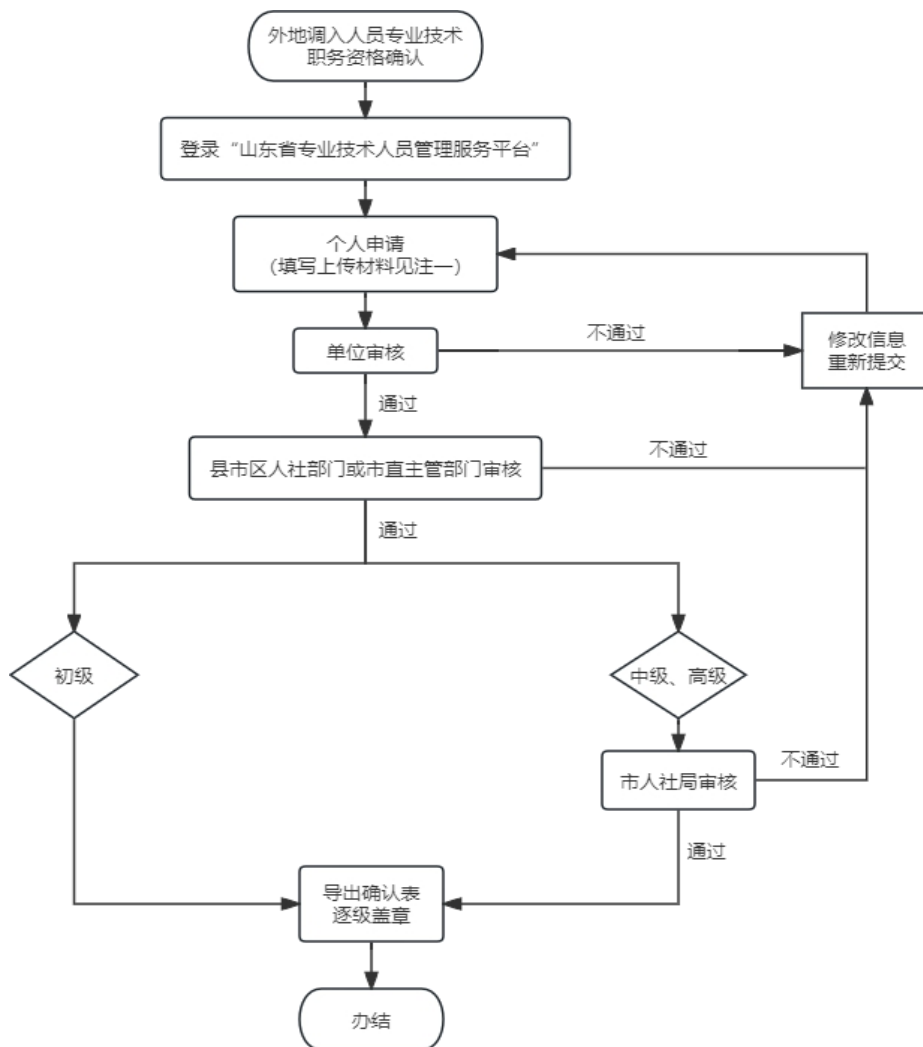 外地调入人员专业技术
职务资格确认
登录“山东省专业技术人员管理服务平台”
个人申请
（填写上传材料见注一）
单位审核
不通过
修改信息
重新提交
通过
县市区人社部门或市直主管部门审核
不通过
通过
初级
中级、高级
市人社局审核
不通过
通过
导出确认表
逐级盖章
办结